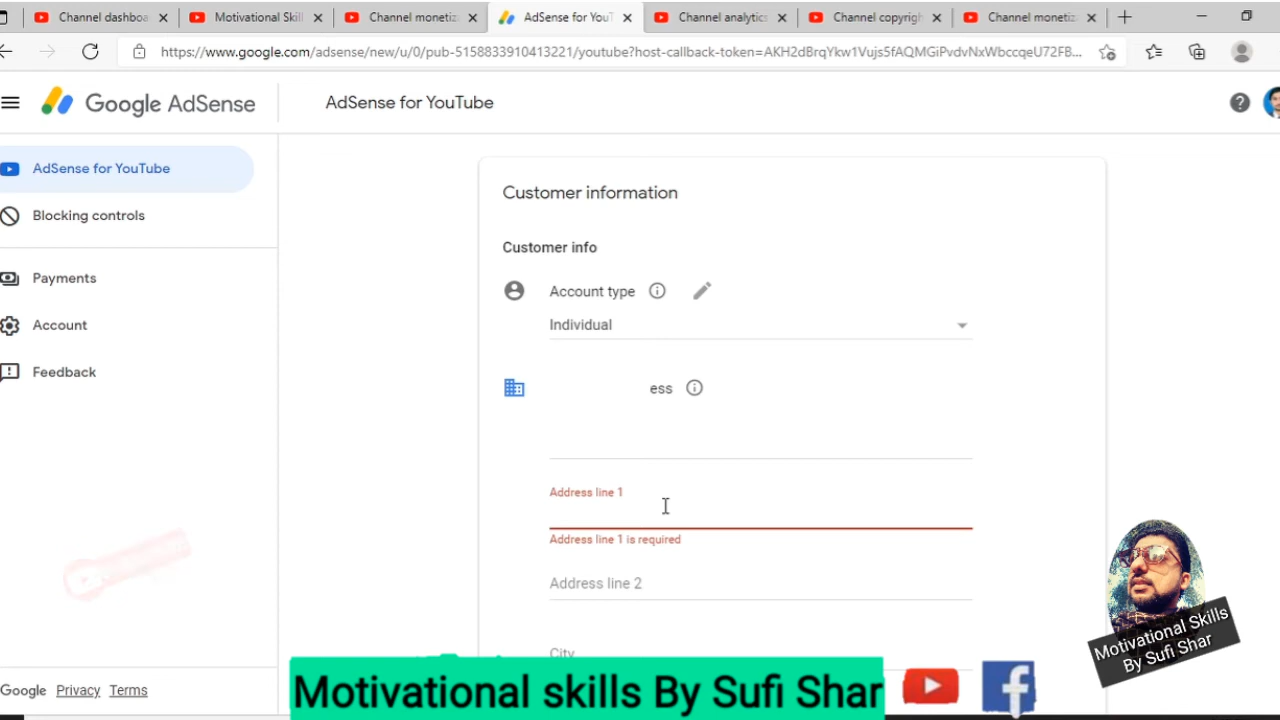 Channel dashboa
Motivational Skil
Channel monetiz
AdSense for YouT
Channel analytics
Channel copyrigh
Channel monetiz
https://www.google.com/adsense/new/u/0/pub-5158833910413221/youtube?host-callback-token=AKH2dBrqYkw1Vujs5fAQMGiPvdvNxWbccqeU72FB...
Google AdSense
AdSense for YouTube
AdSense for YouTube
Blocking controls
Payments
Account
Feedback
Customer information
Customer info
Account type
Individual
ess
Address line 1
Address line 1 is required
Address line 2
City
Google Privacy Terms
Motivational skills By Sufi Shar
Motivational Skills
By Sufi Shar